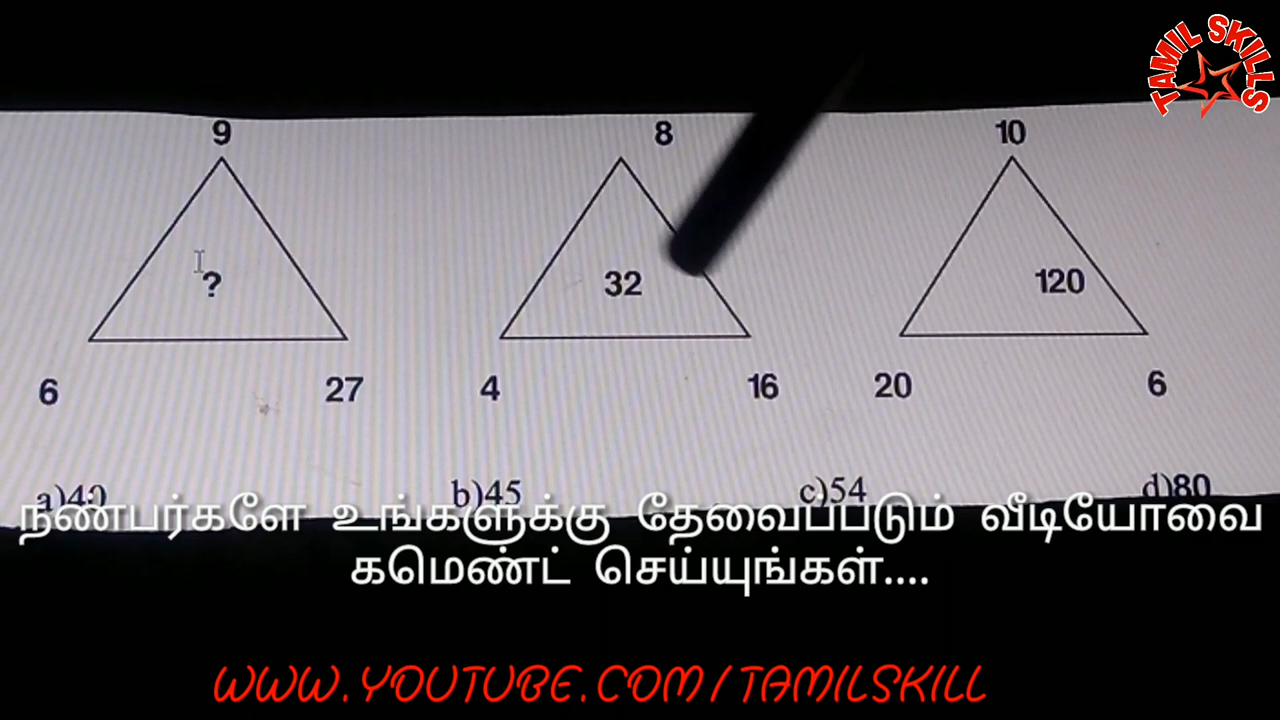 TAMIL SKILLS
9 8 10
? 32 120
6 27 4 16 20 6
a)40 b)45 c)54 d)80
நண்பர்களே உங்களுக்கு தேவைப்படும் வீடியோவை
கமெண்ட் செய்யுங்கள்....
WWW.YOUTUBE.COM/TAMILSKILL